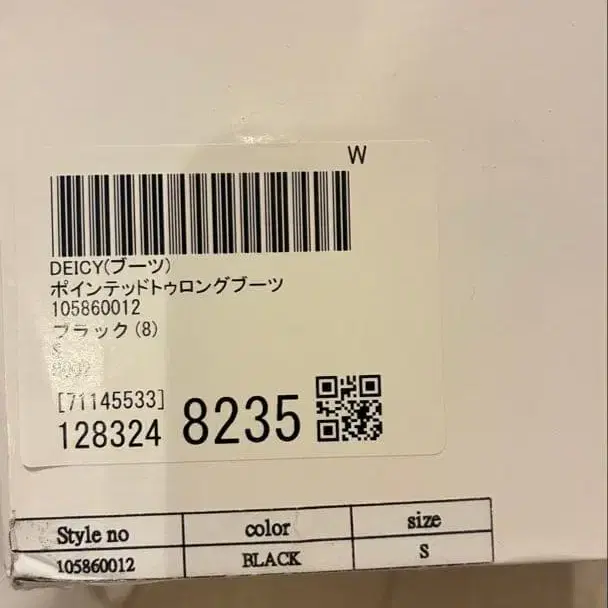 W
DEICY(ブーツ)
ポインテッドトゥロングブーツ
105860012
ブラック(8)
S
[71145533]
128324 8235
Style no color size
105860012 BLACK S